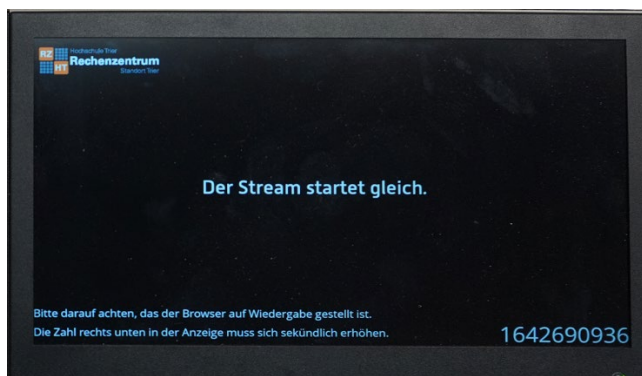 RZ
HT
Hochschule Trier
Rechenzentrum
Standort Trier
Der Stream startet gleich.
Bitte darauf achten, das der Browser auf Wiedergabe gestellt ist.
Die Zahl rechts unten in der Anzeige muss sich sekündlich erhöhen.
1642690936